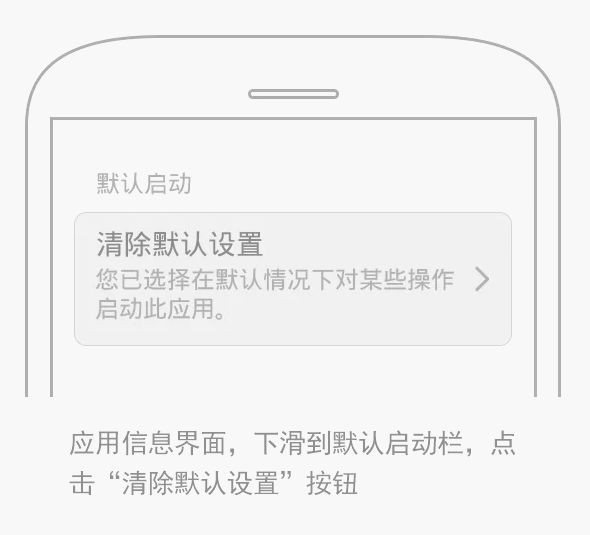 默认启动
清除默认设置
您已选择在默认情况下对某些操作
启动此应用。
应用信息界面，下滑到默认启动栏，点
击“清除默认设置”按钮